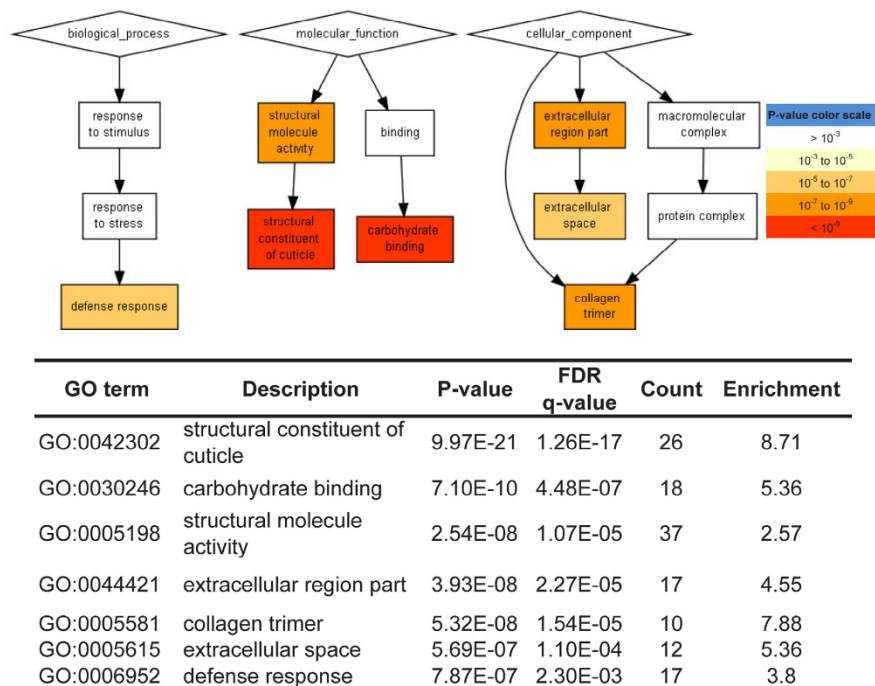 biological_process
molecular_function
cellular_component
response
to stimulus
structural
molecule
activity
binding
extracellular
region part
macromolecular
complex
P-value color scale
> 10-3
10-3 to 10-5
10-5 to 10-7
10-7 to 10-9
< 10-9
response
to stress
structural
constituent
of cuticle
carbohydrate
binding
extracellular
space
protein complex
defense response
collagen
trimer
GO term Description P-value FDR q-value Count Enrichment
GO:0042302 structural constituent of cuticle 9.97E-21 1.26E-17 26 8.71
GO:0030246 carbohydrate binding 7.10E-10 4.48E-07 18 5.36
GO:0005198 structural molecule activity 2.54E-08 1.07E-05 37 2.57
GO:0044421 extracellular region part 3.93E-08 2.27E-05 17 4.55
GO:0005581 collagen trimer 5.32E-08 1.54E-05 10 7.88
GO:0005615 extracellular space 5.69E-07 1.10E-04 12 5.36
GO:0006952 defense response 7.87E-07 2.30E-03 17 3.8